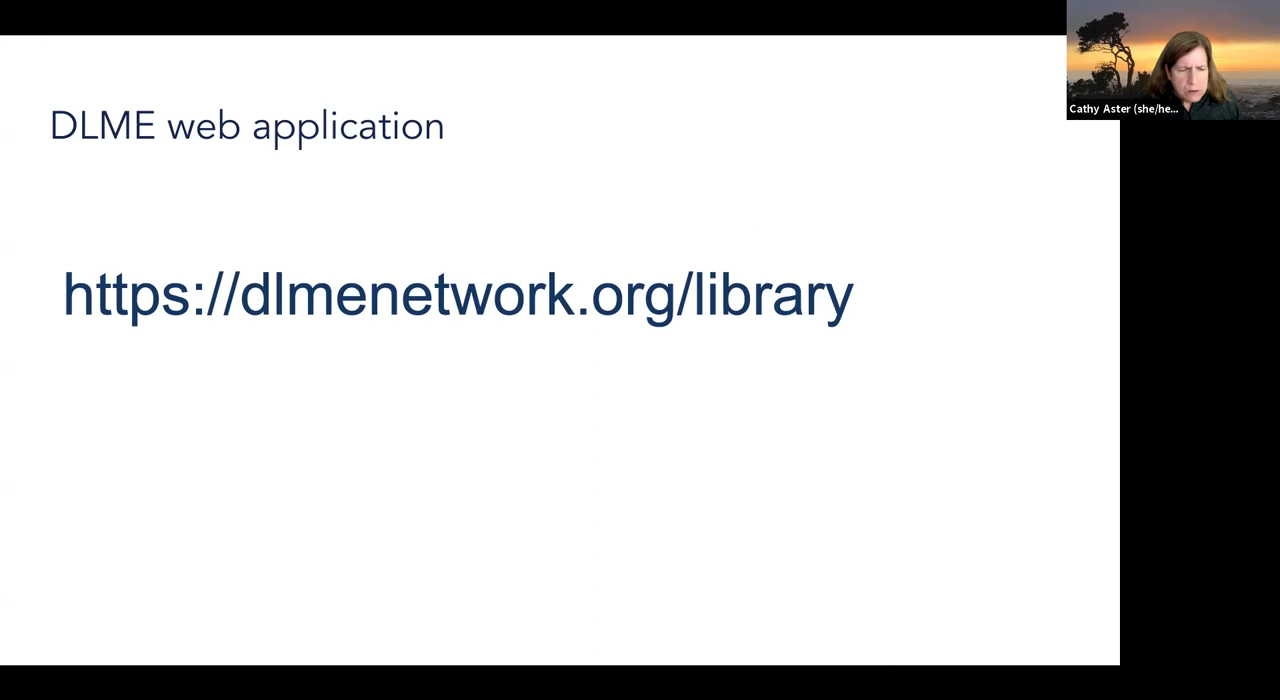 DLME web application
https://dlmenetwork.org/library
Cathy Aster (she/he...